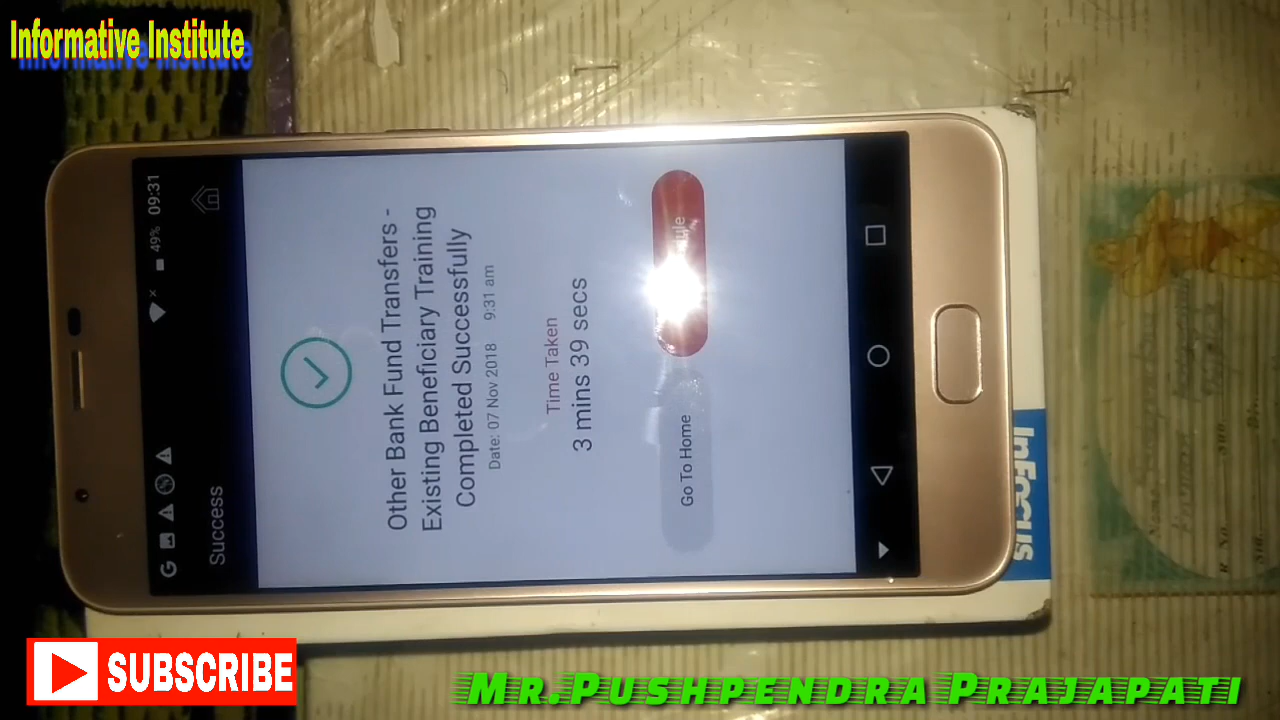 Informative Institute
49% 09:31
Success
Other Bank Fund Transfers -
Existing Beneficiary Training
Completed Successfully
Date: 07 Nov 2018 9:31 am
Time Taken
3 mins 39 secs
Go To Home
InFocus
SUBSCRIBE
Mr.Pushpendra Prajapati